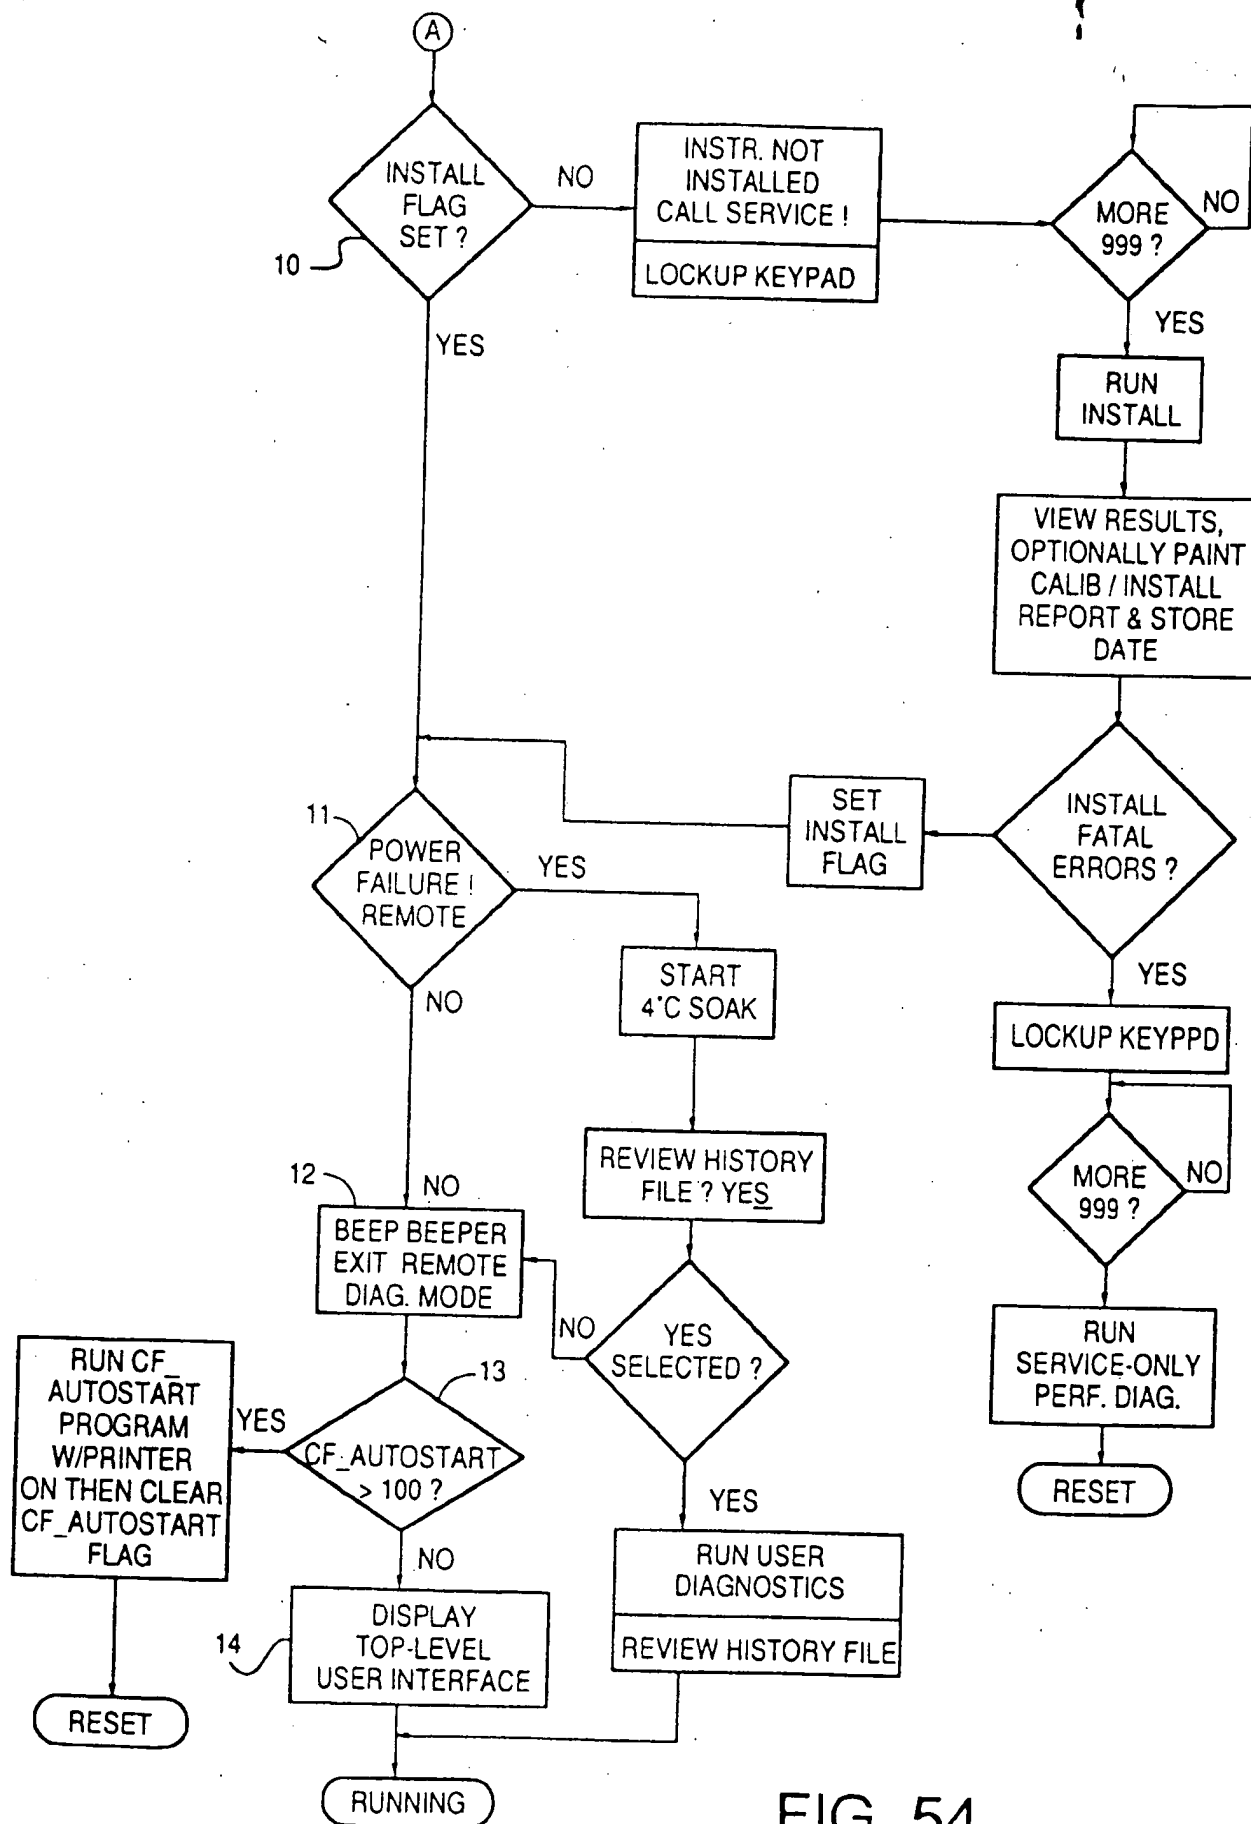 A
INSTALL
FLAG
SET ?
10
NO
YES
INSTR. NOT
INSTALLED
CALL SERVICE !
LOCKUP KEYPAD
MORE
999 ?
NO
YES
RUN
INSTALL
VIEW RESULTS,
OPTIONALLY PAINT
CALIB / INSTALL
REPORT & STORE
DATE
INSTALL
FATAL
ERRORS ?
SET
INSTALL
FLAG
YES
LOCKUP KEYPPD
MORE
999 ?
NO
RUN
SERVICE-ONLY
PERF. DIAG.
RESET
11
POWER
FAILURE !
REMOTE
YES
NO
START
4°C SOAK
REVIEW HISTORY
FILE ? YES
YES
SELECTED ?
NO
YES
RUN USER
DIAGNOSTICS
REVIEW HISTORY FILE
12
NO
BEEP BEEPER
EXIT REMOTE
DIAG. MODE
13
CF_AUTOSTART
> 100 ?
YES
NO
RUN CF_
AUTOSTART
PROGRAM
W/PRINTER
ON THEN CLEAR
CF_AUTOSTART
FLAG
RESET
14
DISPLAY
TOP-LEVEL
USER INTERFACE
RUNNING
FIG. 54